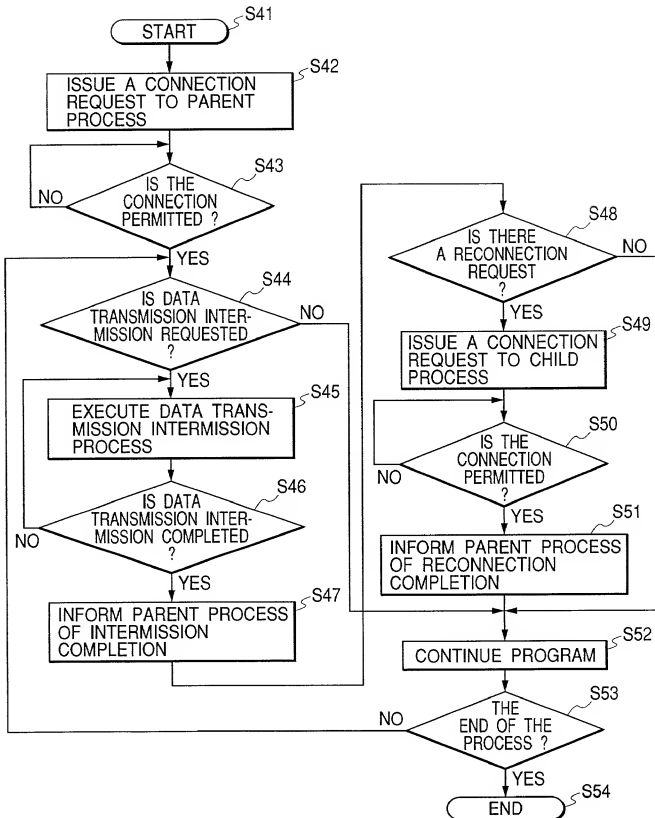 START
S41
ISSUE A CONNECTION
REQUEST TO PARENT
PROCESS
S42
IS THE
CONNECTION
PERMITTED ?
S43
NO
YES
IS DATA
TRANSMISSION INTER-
MISSION REQUESTED
?
S44
NO
YES
EXECUTE DATA TRANS-
MISSION INTERMISSION
PROCESS
S45
IS DATA
TRANSMISSION INTER-
MISSION COMPLETED
?
S46
NO
YES
INFORM PARENT PROCESS
OF INTERMISSION
COMPLETION
S47
IS THERE
A RECONNECTION
REQUEST
?
S48
NO
YES
ISSUE A CONNECTION
REQUEST TO CHILD
PROCESS
S49
IS THE
CONNECTION
PERMITTED
?
S50
NO
YES
INFORM PARENT PROCESS
OF RECONNECTION
COMPLETION
S51
CONTINUE PROGRAM
S52
THE
END OF THE
PROCESS ?
S53
NO
YES
END
S54